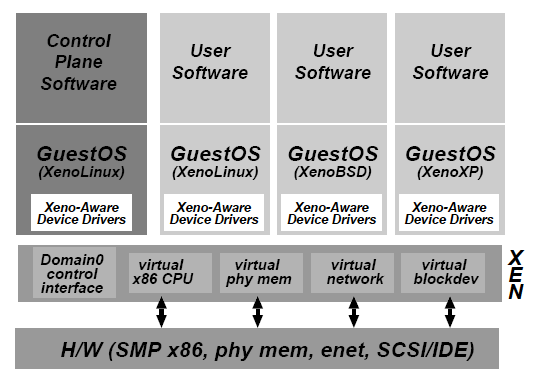 Control
Plane
Software
User
Software
User
Software
User
Software
GuestOS
(XenoLinux)
Xeno-Aware
Device Drivers
GuestOS
(XenoLinux)
Xeno-Aware
Device Drivers
GuestOS
(XenoBSD)
Xeno-Aware
Device Drivers
GuestOS
(XenoXP)
Xeno-Aware
Device Drivers
Domain0
control
interface
virtual
x86 CPU
virtual
phy mem
virtual
network
virtual
blockdev
XEN
H/W (SMP x86, phy mem, enet, SCSI/IDE)